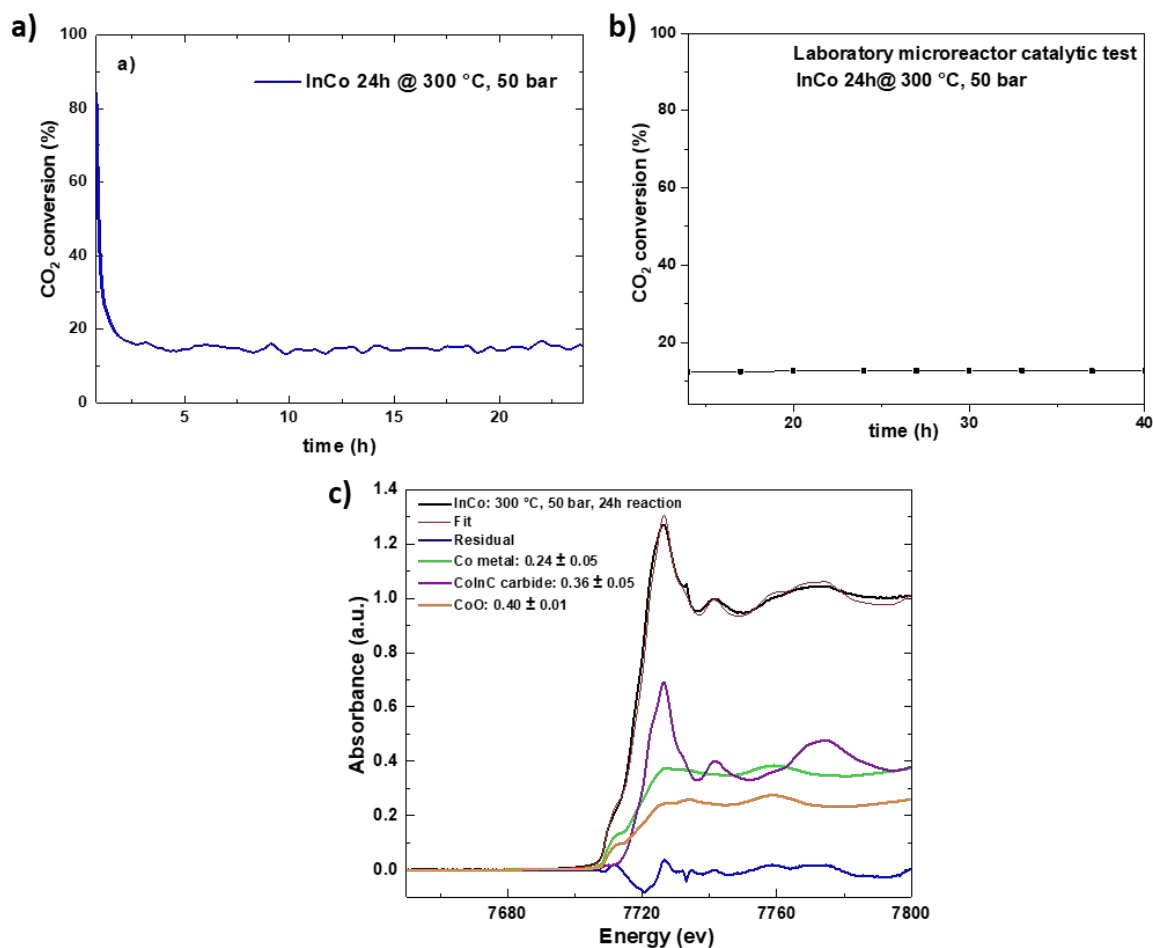 a)
a)
InCo 24h @ 300 °C, 50 bar
100
80
60
40
20
0
CO₂ conversion (%)
5
10
15
20
time (h)
b)
Laboratory microreactor catalytic test
InCo 24h@ 300 °C, 50 bar
100
80
60
40
20
CO₂ conversion (%)
20
30
40
time (h)
c)
InCo: 300 °C, 50 bar, 24h reaction
Fit
Residual
Co metal: 0.24 ± 0.05
CoInC carbide: 0.36 ± 0.05
CoO: 0.40 ± 0.01
1.4
1.2
1.0
0.8
0.6
0.4
0.2
0.0
Absorbance (a.u.)
7680
7720
7760
7800
Energy (ev)